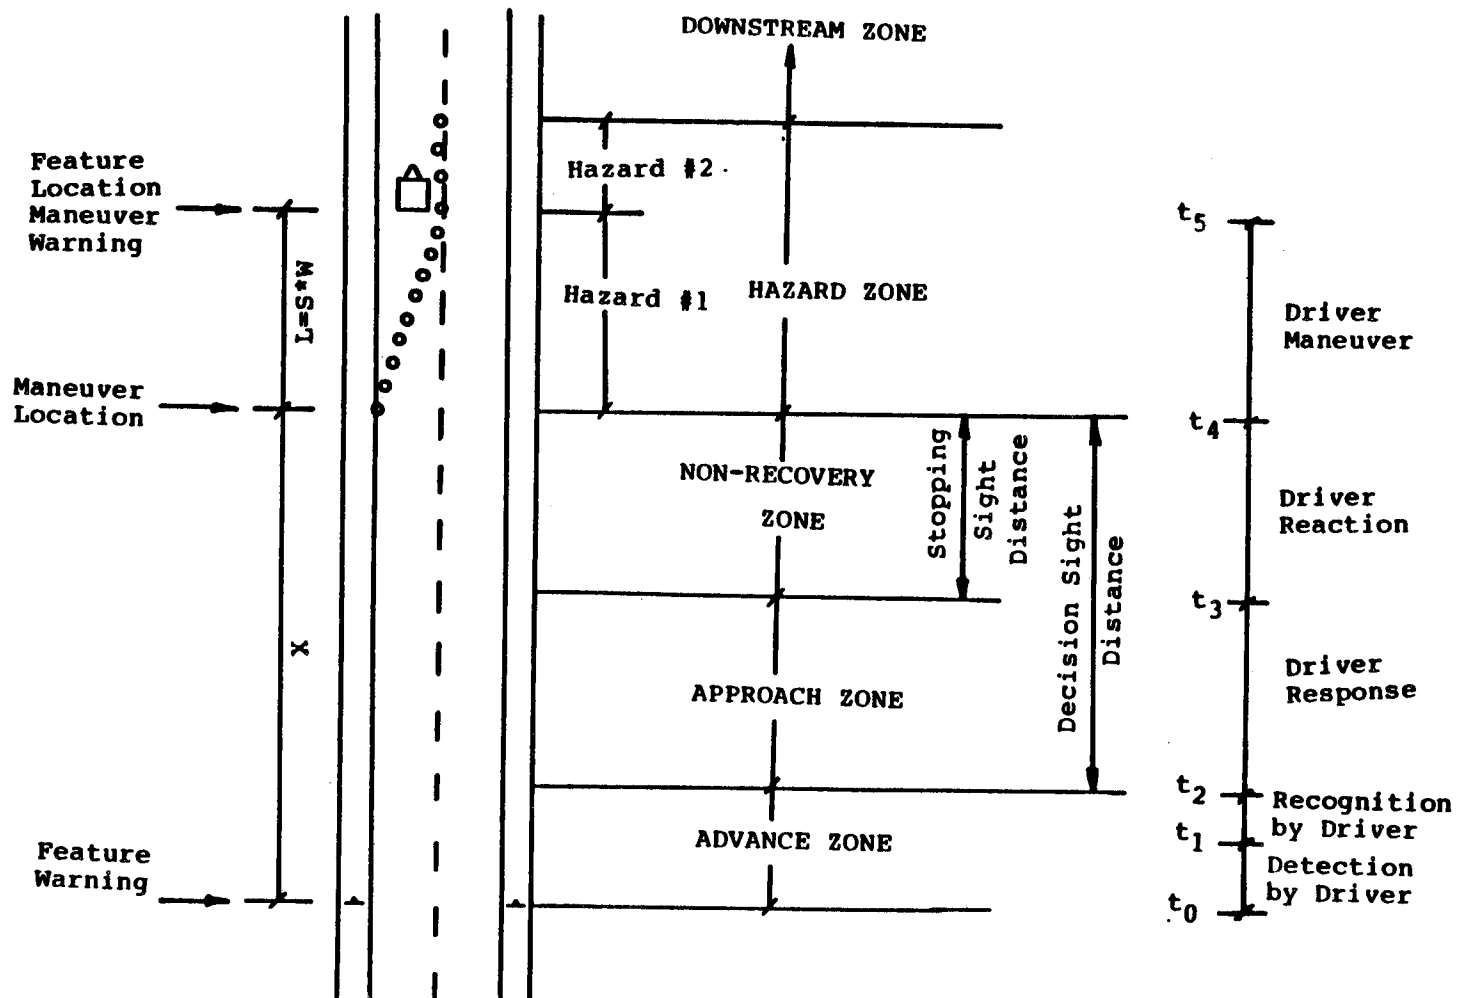 DOWNSTREAM ZONE
Feature
Location
Maneuver
Warning
Hazard #2
t5
L=S*W
Hazard #1
HAZARD ZONE
Driver
Maneuver
Maneuver
Location
t4
NON-RECOVERY
ZONE
Stopping
Sight
Distance
Driver
Reaction
t3
X
Decision Sight
Distance
Driver
Response
APPROACH ZONE
t2
Recognition
by Driver
t1
ADVANCE ZONE
Feature
Warning
Detection
by Driver
t0